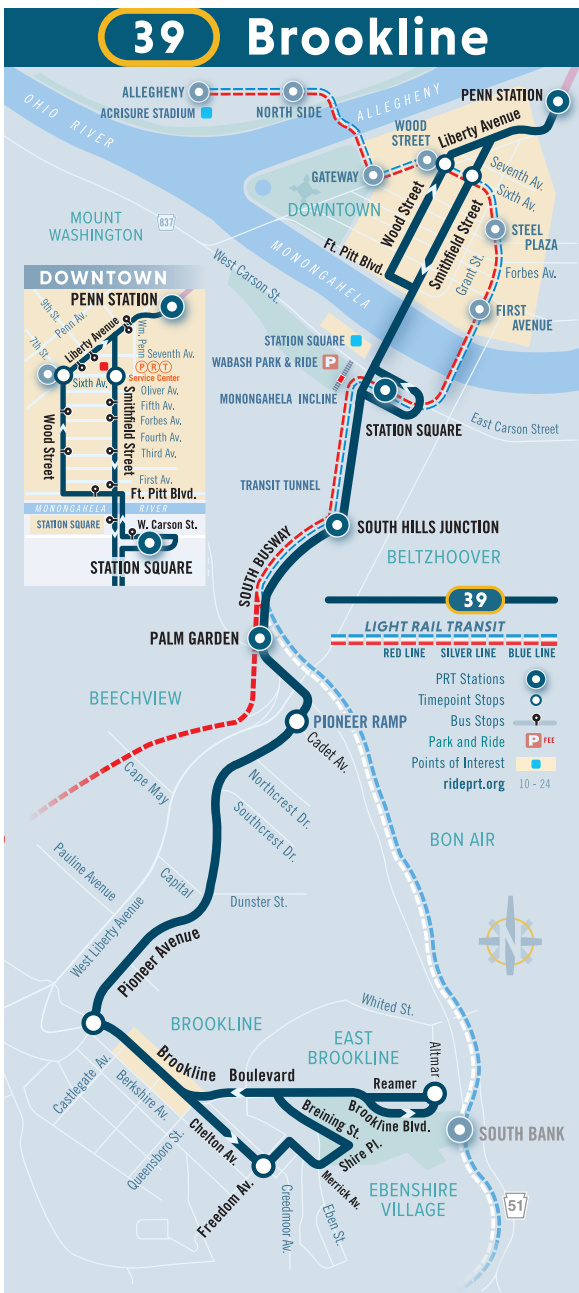 39 Brookline
ALLEGHENY
ACRISURE STADIUM
NORTH SIDE
ALLEGHENY
OHIO RIVER
PENN STATION
WOOD
STREET
Liberty Avenue
GATEWAY
Seventh Av.
Sixth Av.
DOWNTOWN
Wood Street
Smithfield Street
STEEL
PLAZA
MOUNT
WASHINGTON
837
MONONGAHELA
Ft. Pitt Blvd.
Grant St.
Forbes Av.
West Carson St.
FIRST
AVENUE
STATION SQUARE
WABASH PARK & RIDE P
MONONGAHELA INCLINE
STATION SQUARE
East Carson Street
DOWNTOWN
PENN STATION
9th St.
Penn Av.
7th St.
Liberty Avenue
Wm. Penn
Seventh Av.
PRT
Service Center
Sixth Av.
Oliver Av.
Fifth Av.
Forbes Av.
Fourth Av.
Third Av.
First Av.
Wood Street
Smithfield Street
Ft. Pitt Blvd.
MONONGAHELA RIVER
STATION SQUARE
W. Carson St.
STATION SQUARE
TRANSIT TUNNEL
SOUTH HILLS JUNCTION
SOUTH BUSWAY
BELTZHOOVER
39
LIGHT RAIL TRANSIT
RED LINE SILVER LINE BLUE LINE
PRT Stations
Timepoint Stops
Bus Stops
Park and Ride P FEE
Points of Interest
rideprt.org 10 - 24
PALM GARDEN
BEECHVIEW
PIONEER RAMP
Cadet Av.
Cape May
Northcrest Dr.
Southcrest Dr.
BON AIR
Pauline Avenue
Capital
Dunster St.
West Liberty Avenue
Pioneer Avenue
N
Whited St.
BROOKLINE
EAST
BROOKLINE
Altmar
Castlegate Av.
Berkshire Av.
Brookline Boulevard
Reamer
Brookline Blvd.
Breining St.
Shire Pl.
SOUTH BANK
Queensboro St.
Chelton Av.
Freedom Av.
Merrick Av.
Creedmoor Av.
Eben St.
EBENSHIRE
VILLAGE
51